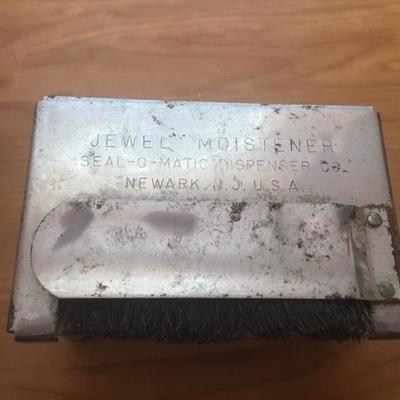 JEWEL MOISTENER
SEAL-O-MATIC DISPENSER CO.
NEWARK, N.J. U.S.A.